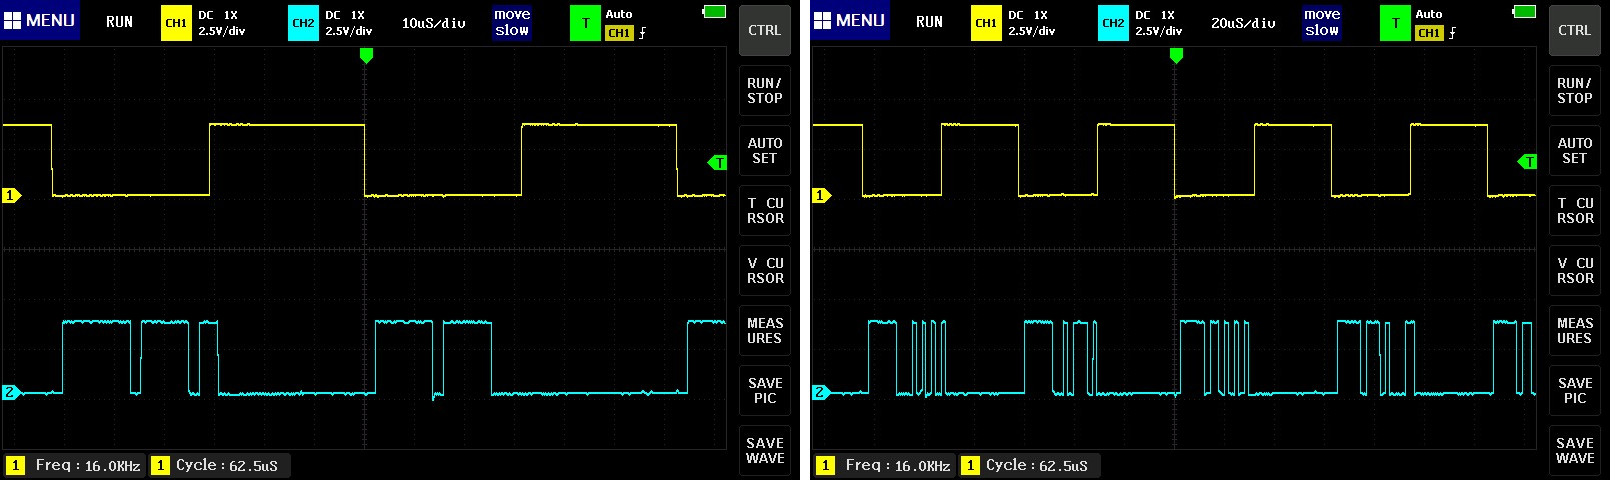 MENU RUN CH1 DC 1X 2.5V/div CH2 DC 1X 2.5V/div 10uS/div move slow T Auto CH1 CTRL
RUN/
STOP
AUTO
SET
T
1
T CU
RSOR
V CU
RSOR
MEAS
URES
2
SAVE
PIC
SAVE
WAVE
1 Freq : 16.0KHz 1 Cycle : 62.5uS
MENU RUN CH1 DC 1X 2.5V/div CH2 DC 1X 2.5V/div 20uS/div move slow T Auto CH1 CTRL
RUN/
STOP
AUTO
SET
T
1
T CU
RSOR
V CU
RSOR
MEAS
URES
2
SAVE
PIC
SAVE
WAVE
1 Freq : 16.0KHz 1 Cycle : 62.5uS